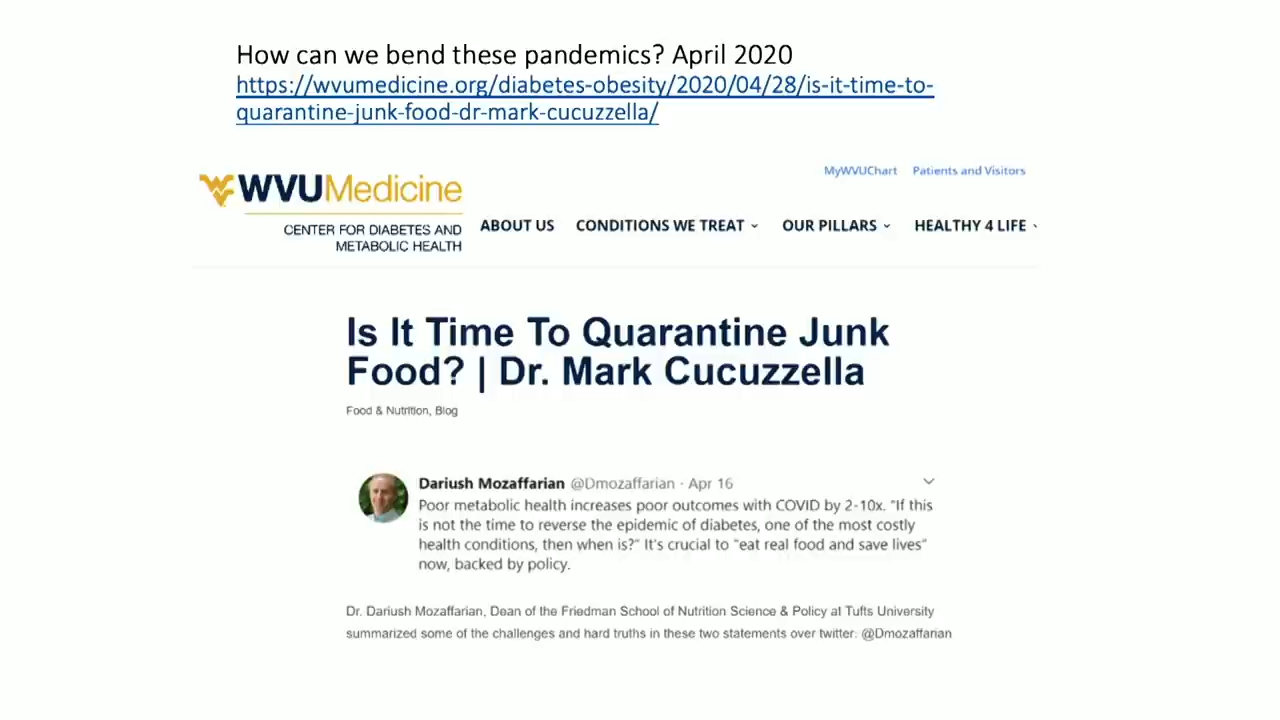 How can we bend these pandemics? April 2020
https://wvumedicine.org/diabetes-obesity/2020/04/28/is-it-time-to-
quarantine-junk-food-dr-mark-cucuzzella/
MyWVUChart Patients and Visitors
WVUMedicine
CENTER FOR DIABETES AND
METABOLIC HEALTH
ABOUT US CONDITIONS WE TREAT OUR PILLARS HEALTHY 4 LIFE
Is It Time To Quarantine Junk
Food? | Dr. Mark Cucuzzella
Food & Nutrition, Blog
Dariush Mozaffarian @Dmozaffarian · Apr 16
Poor metabolic health increases poor outcomes with COVID by 2-10x. "If this
is not the time to reverse the epidemic of diabetes, one of the most costly
health conditions, then when is?" It's crucial to "eat real food and save lives"
now, backed by policy.
Dr. Dariush Mozaffarian, Dean of the Friedman School of Nutrition Science & Policy at Tufts University
summarized some of the challenges and hard truths in these two statements over twitter: @Dmozaffarian